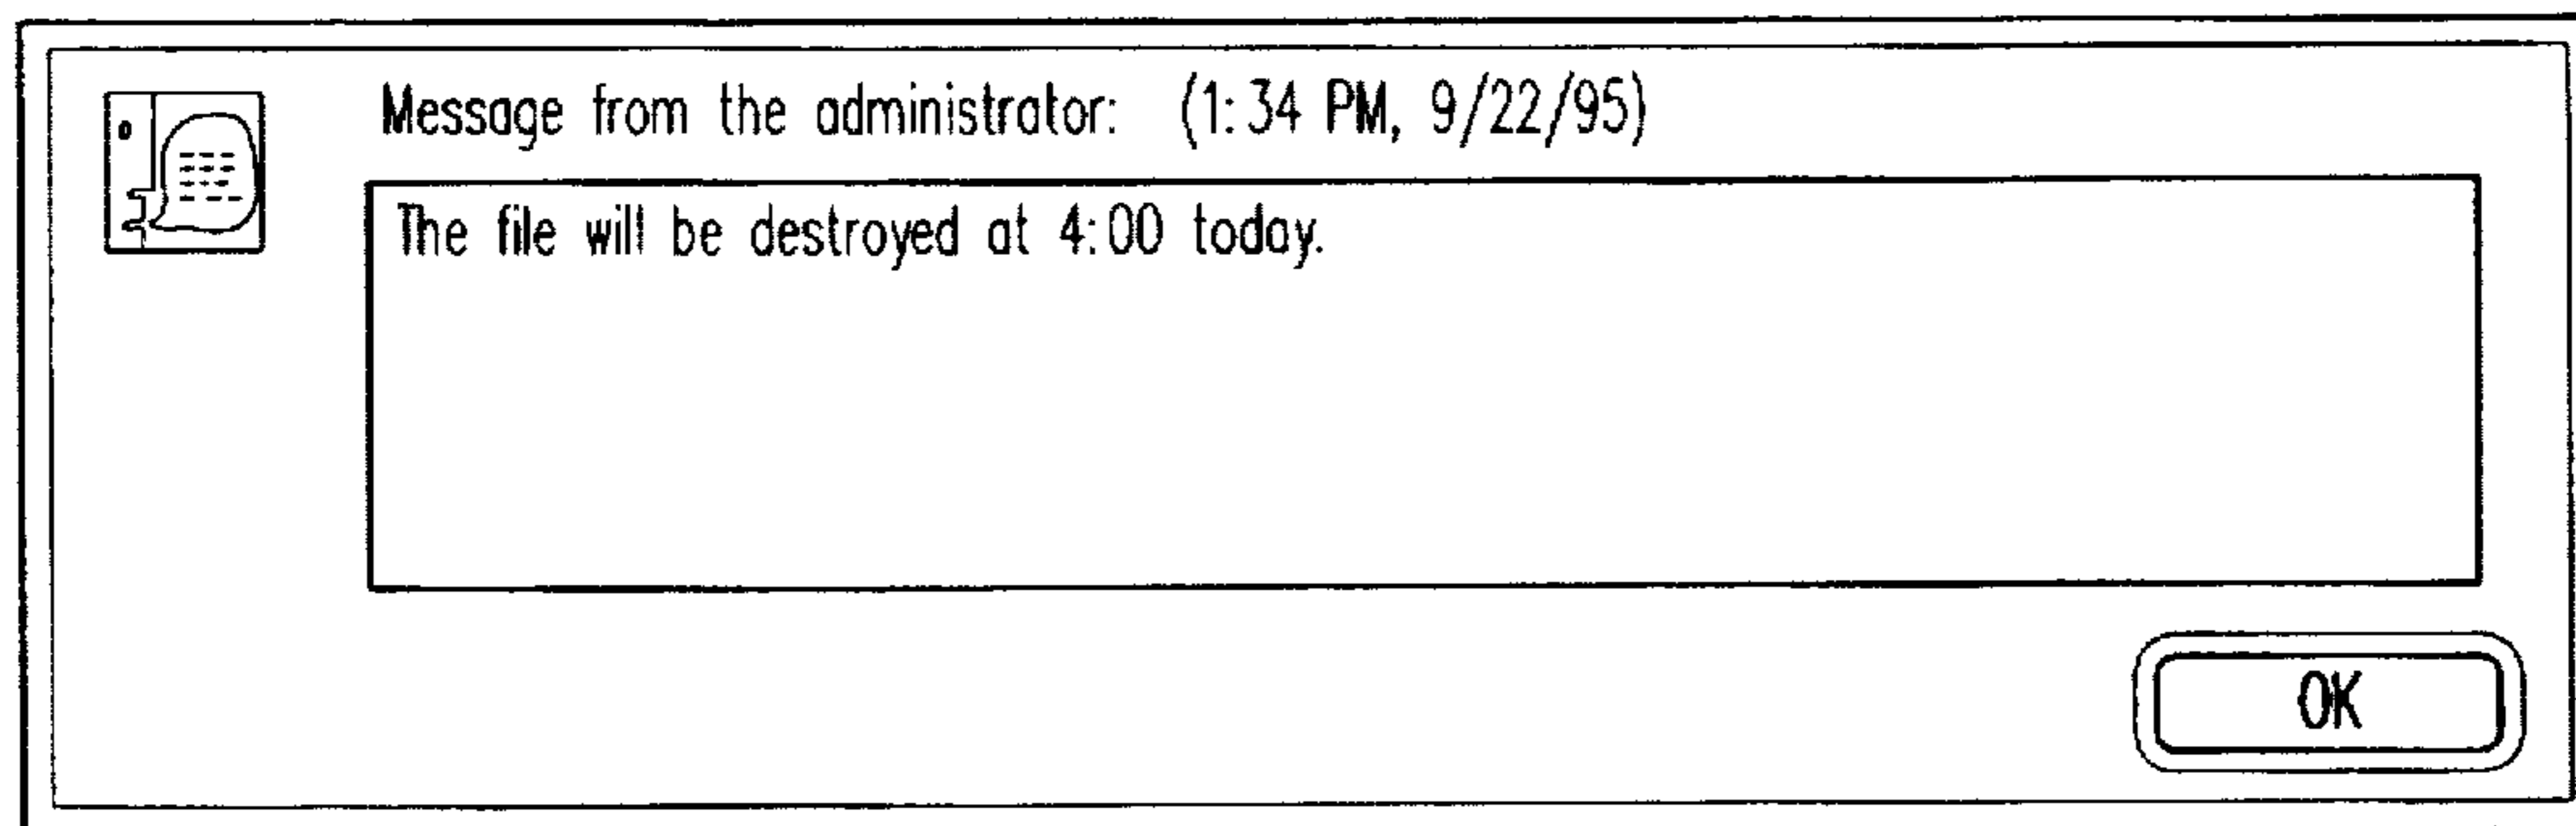 Message from the administrator: (1:34 PM, 9/22/95)
The file will be destroyed at 4:00 today.
OK